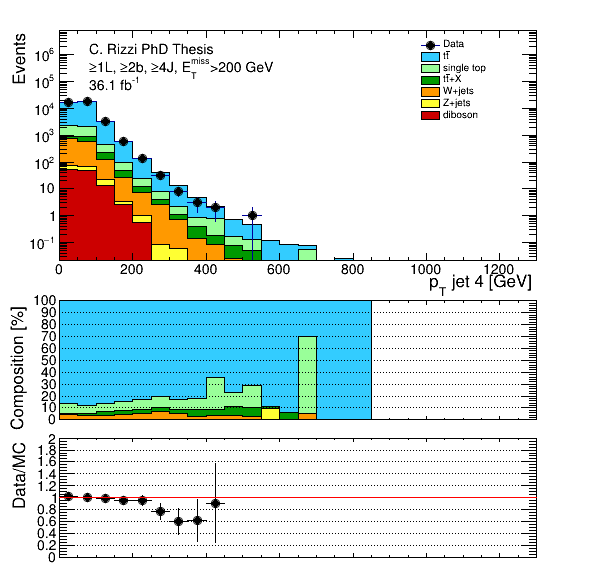 Events
10⁶
10⁵
10⁴
10³
10²
10
1
10⁻¹
C. Rizzi PhD Thesis
≥1L, ≥2b, ≥4J, E_T^miss>200 GeV
36.1 fb⁻¹
Data
tt̄
single top
tt̄+X
W+jets
Z+jets
diboson
0 200 400 600 800 1000 1200
p_T jet 4 [GeV]
Composition [%]
100
90
80
70
60
50
40
30
20
10
0
Data/MC
2
1.8
1.6
1.4
1.2
1
0.8
0.6
0.4
0.2
0